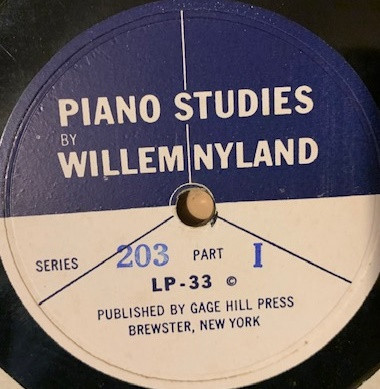 PIANO STUDIES
BY
WILLEM NYLAND
SERIES 203 PART I
LP-33 ©
PUBLISHED BY GAGE HILL PRESS
BREWSTER, NEW YORK